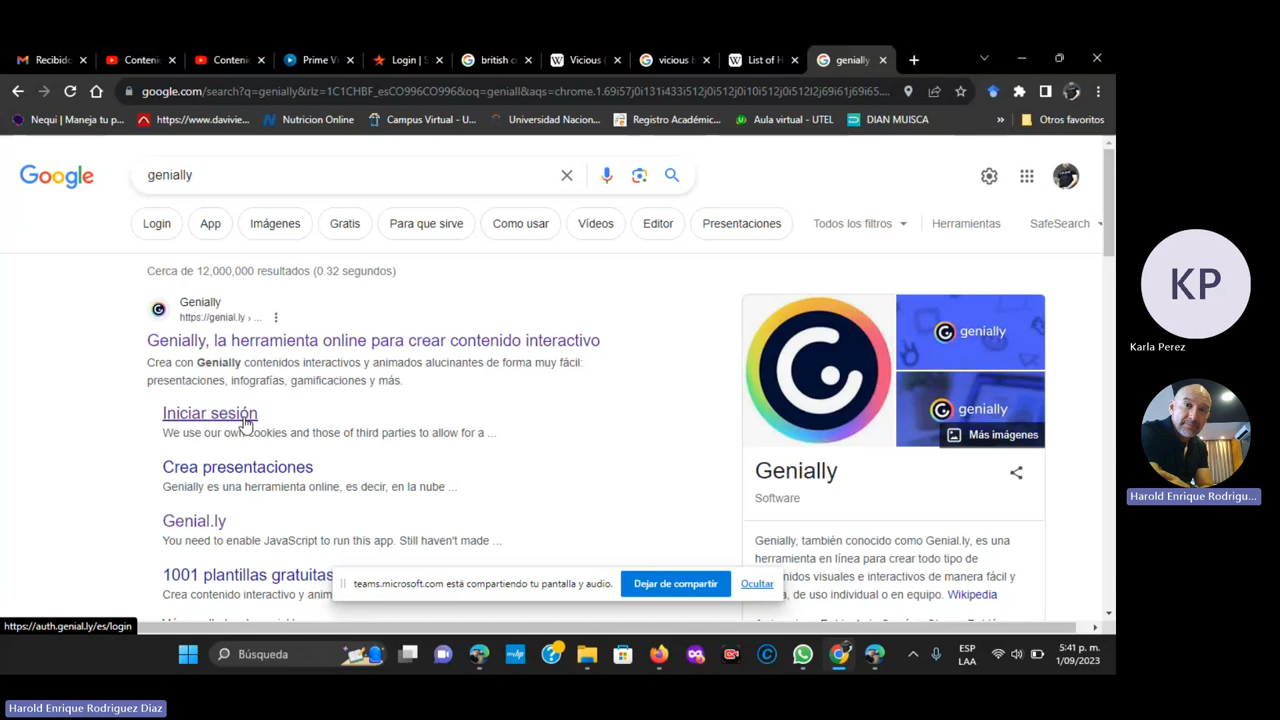 Recibido
Conteni
Conteni
Prime V
Login | S
british c
Vicious (
vicious b
List of H
genially
google.com/search?q=genially&rlz=1C1CHBF_esCO996CO996&oq=geniall&aqs=chrome.1.69i57j0i131i433i512j0i512j0i10i512j0i512l2j69i61j69i65....
Nequi | Maneja tu p...
https://www.davivie...
Nutricion Online
Campus Virtual - U...
Universidad Nacion...
Registro Académic...
Aula virtual - UTEL
DIAN MUISCA
»
Otros favoritos
Google
genially
Login
App
Imágenes
Gratis
Para que sirve
Como usar
Vídeos
Editor
Presentaciones
Todos los filtros
Herramientas
SafeSearch
Cerca de 12,000,000 resultados (0.32 segundos)
Genially
https://genial.ly › ...
Genially, la herramienta online para crear contenido interactivo
Crea con Genially contenidos interactivos y animados alucinantes de forma muy fácil:
presentaciones, infografías, gamificaciones y más.
Iniciar sesión
We use our own cookies and those of third parties to allow for a ...
Crea presentaciones
Genially es una herramienta online, es decir, en la nube ...
Genial.ly
You need to enable JavaScript to run this app. Still haven't made ...
1001 plantillas gratuitas
Crea contenido interactivo y anim
genially
genially
Más imágenes
Genially
Software
Genially, también conocido como Genial.ly, es una
herramienta en línea para crear todo tipo de
contenidos visuales e interactivos de manera fácil y
, de uso individual o en equipo. Wikipedia
teams.microsoft.com está compartiendo tu pantalla y audio.
Dejar de compartir
Ocultar
https://auth.genial.ly/es/login
Búsqueda
ESP
LAA
5:41 p. m.
1/09/2023
KP
Karla Perez
Harold Enrique Rodrigu...
Harold Enrique Rodriguez Diaz